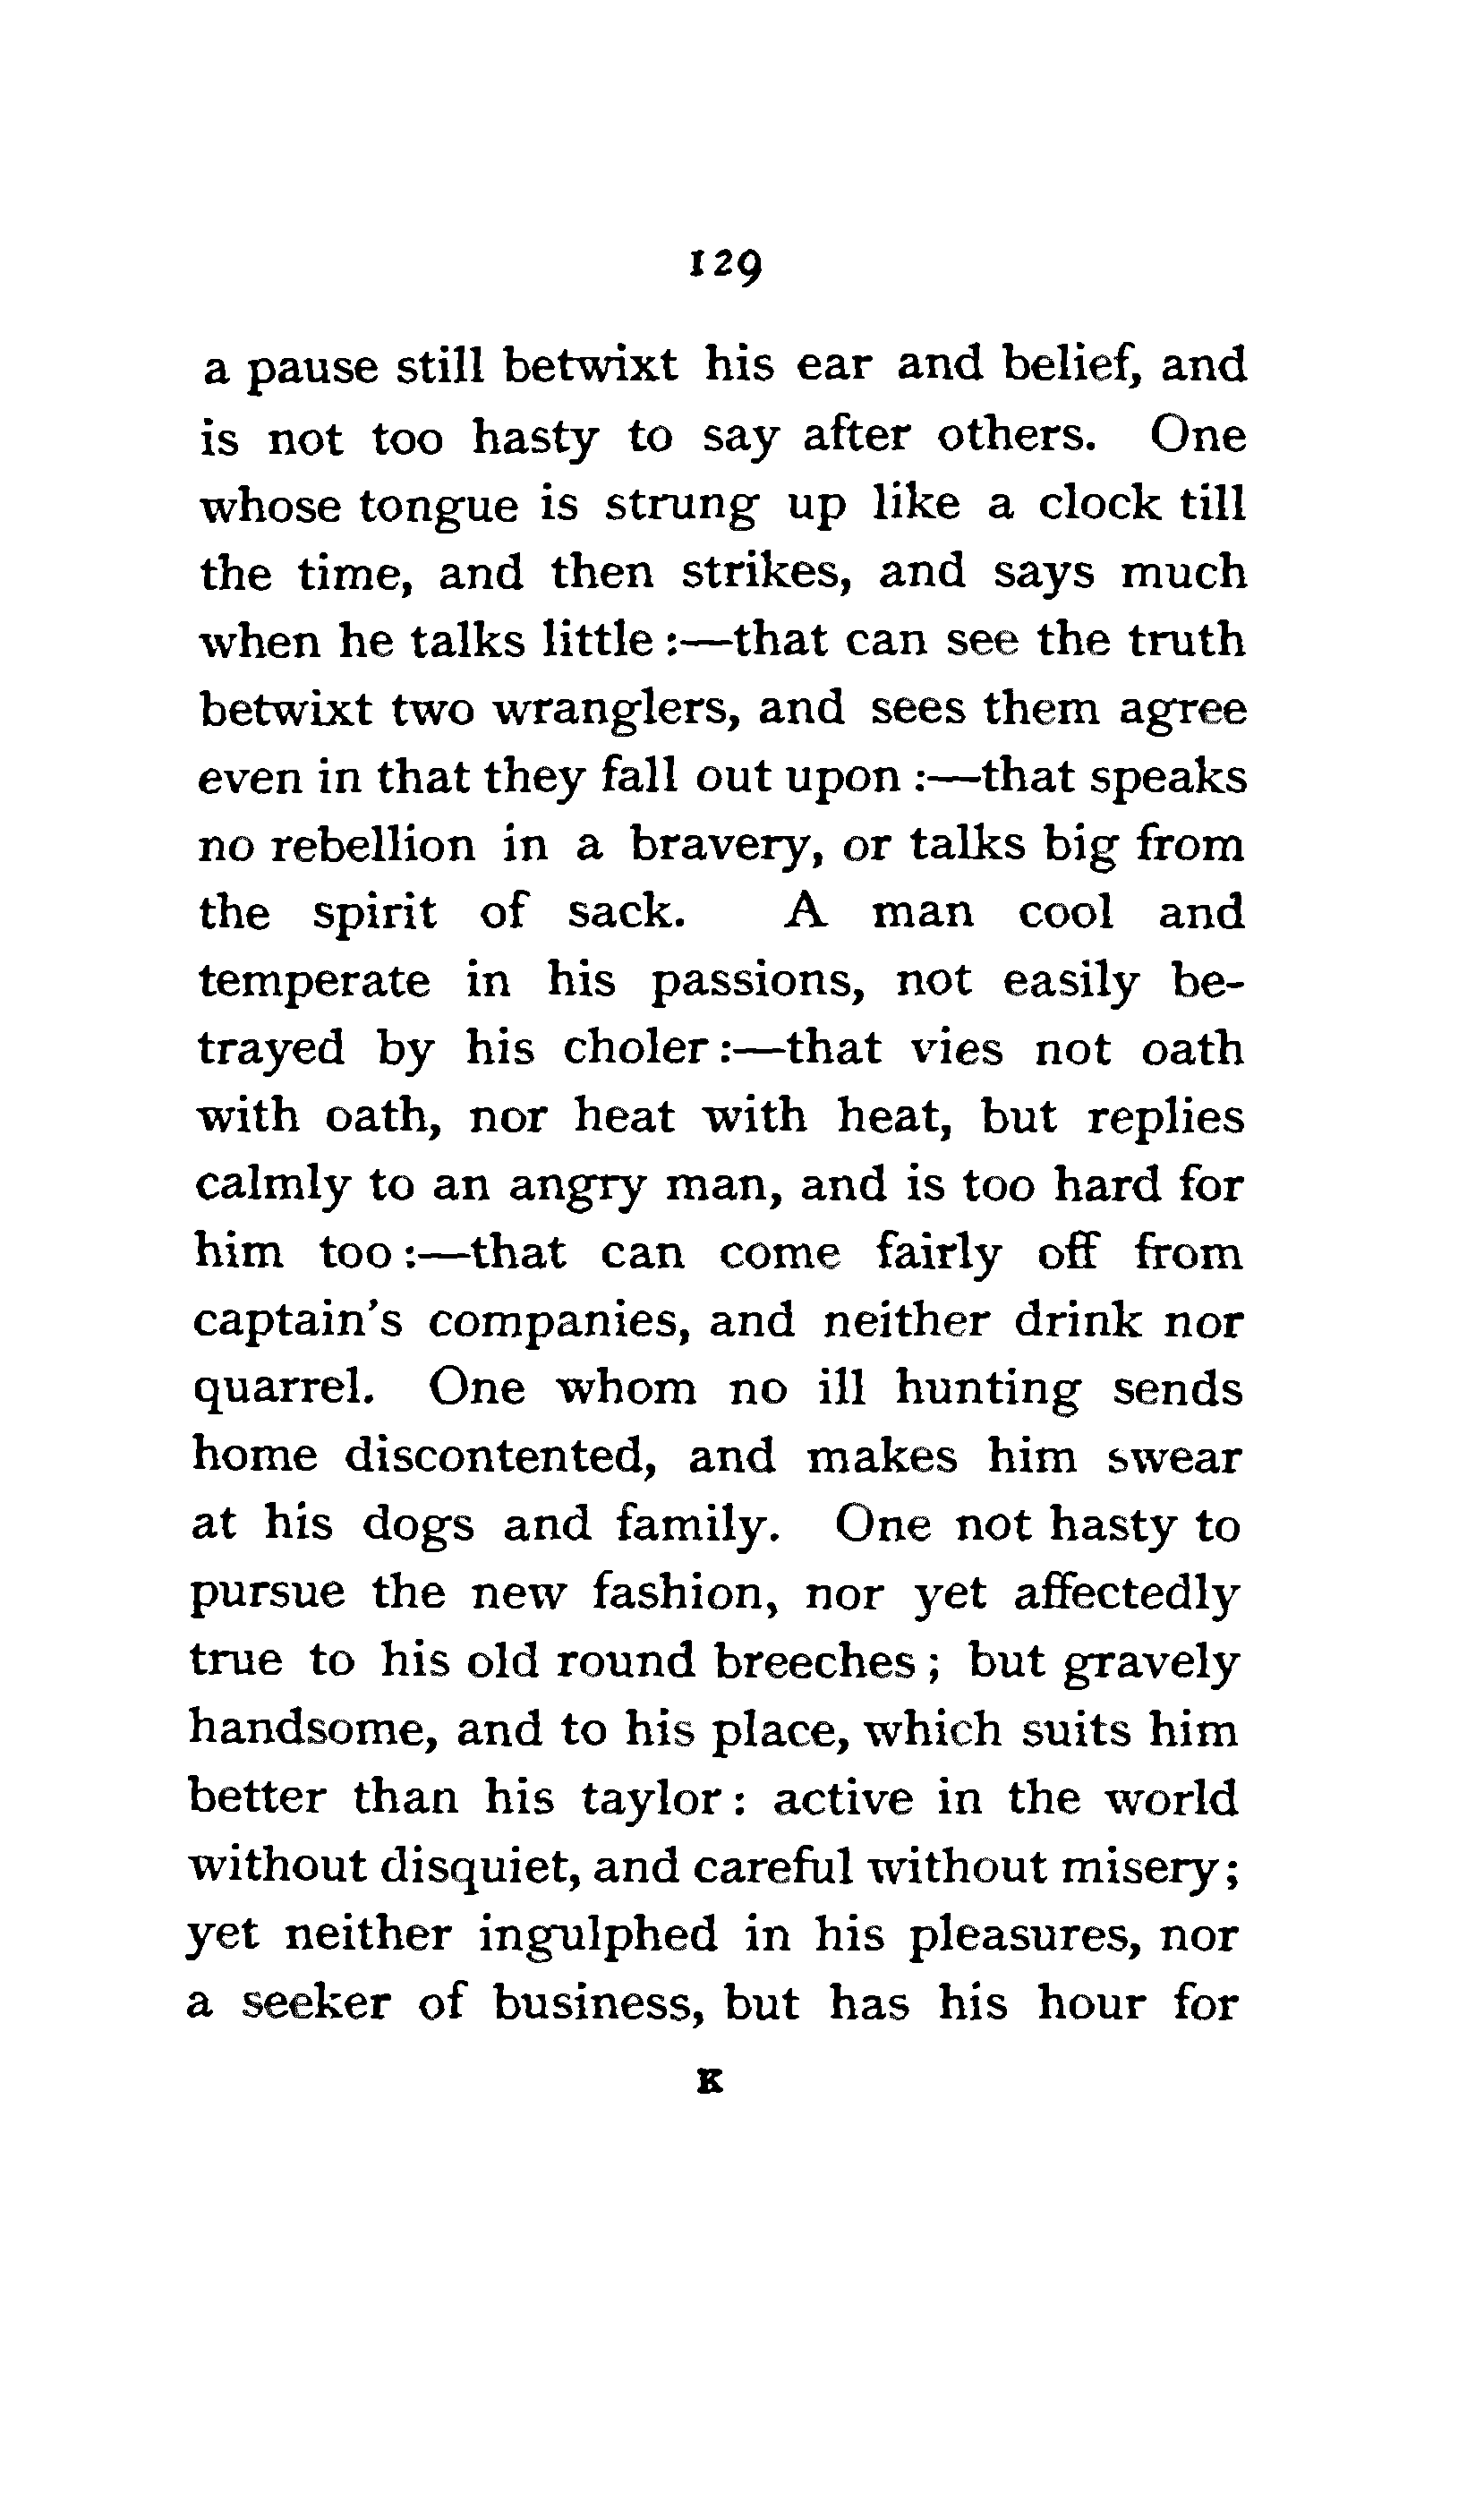 129
a pause still betwixt his ear and belief, and
is not too hasty to say after others. One
whose tongue is strung up like a clock till
the time, and then strikes, and says much
when he talks little :—that can see the truth
betwixt two wranglers, and sees them agree
even in that they fall out upon :—that speaks
no rebellion in a bravery, or talks big from
the spirit of sack. A man cool and
temperate in his passions, not easily be-
trayed by his choler :—that vies not oath
with oath, nor heat with heat, but replies
calmly to an angry man, and is too hard for
him too :—that can come fairly off from
captain's companies, and neither drink nor
quarrel. One whom no ill hunting sends
home discontented, and makes him swear
at his dogs and family. One not hasty to
pursue the new fashion, nor yet affectedly
true to his old round breeches ; but gravely
handsome, and to his place, which suits him
better than his taylor : active in the world
without disquiet, and careful without misery ;
yet neither ingulphed in his pleasures, nor
a seeker of business, but has his hour for
K